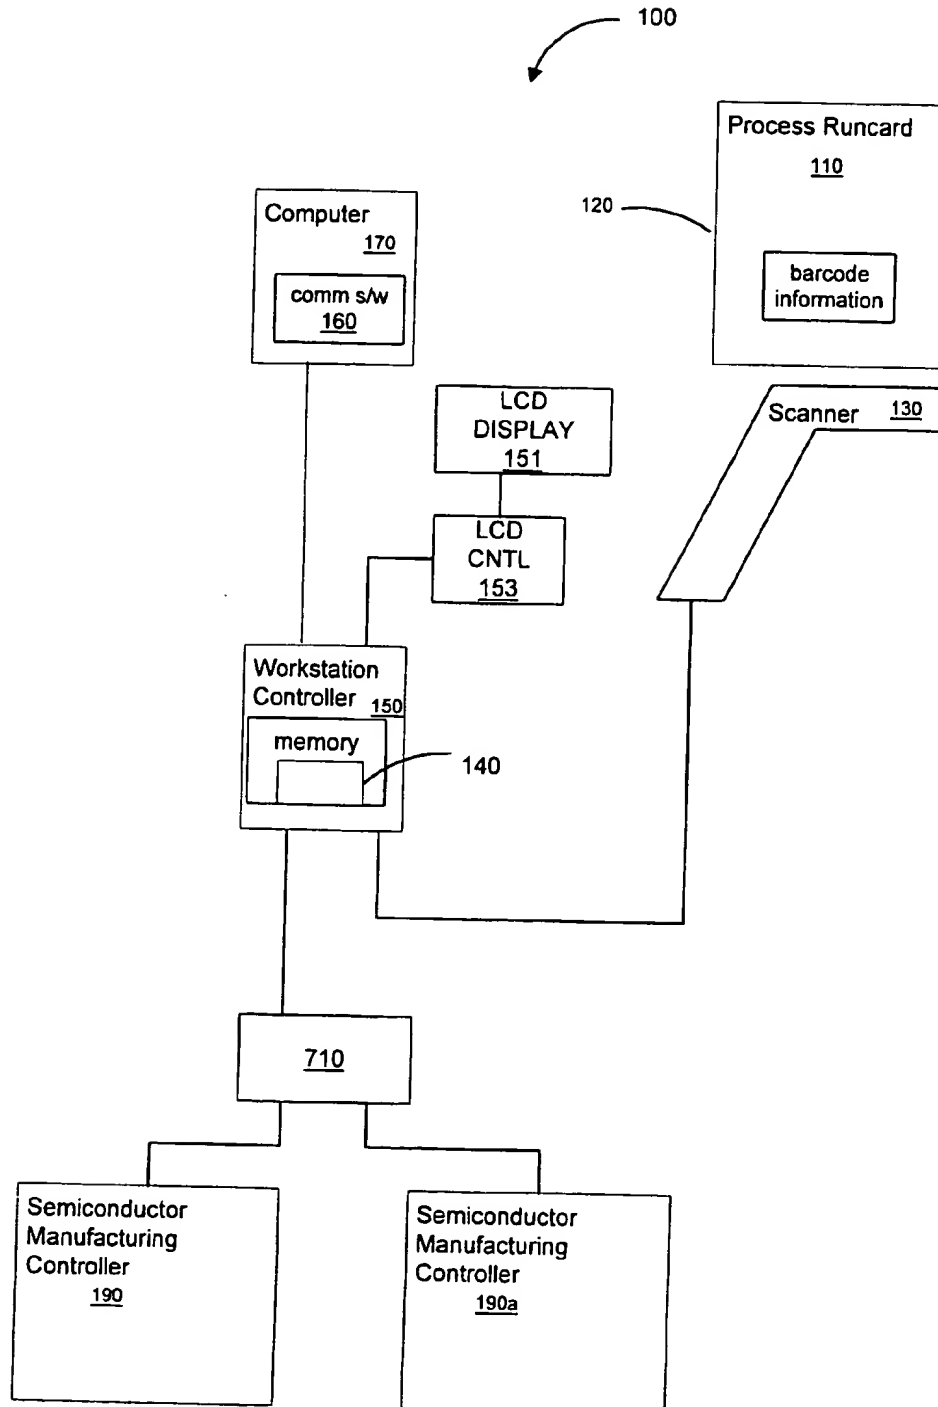 100
Process Runcard
110
120
barcode
information
Computer
170
comm s/w
160
LCD
DISPLAY
151
Scanner 130
LCD
CNTL
153
Workstation
Controller 150
memory
140
710
Semiconductor
Manufacturing
Controller
190
Semiconductor
Manufacturing
Controller
190a